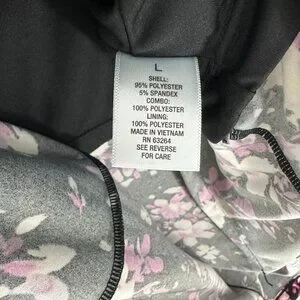 L
SHELL:
95% POLYESTER
5% SPANDEX
COMBO:
100% POLYESTER
LINING:
100% POLYESTER
MADE IN VIETNAM
RN 63264
SEE REVERSE
FOR CARE